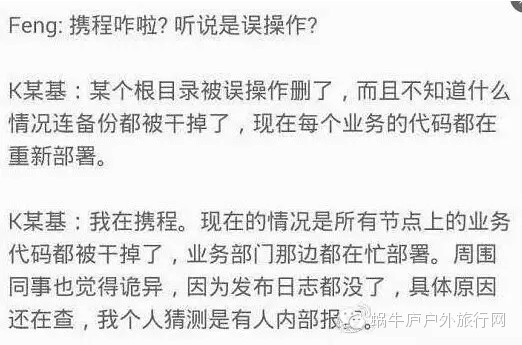 Feng: 携程咋啦? 听说是误操作?
K某基：某个根目录被误操作删了，而且不知道什么
情况连备份都被干掉了，现在每个业务的代码都在
重新部署。
K某基：我在携程。现在的情况是所有节点上的业务
代码都被干掉了，业务部门那边都在忙部署。周围
同事也觉得诡异，因为发布日志都没了，具体原因
还在查，我个人猜测是有人内部报
蜗牛庐户外旅行网